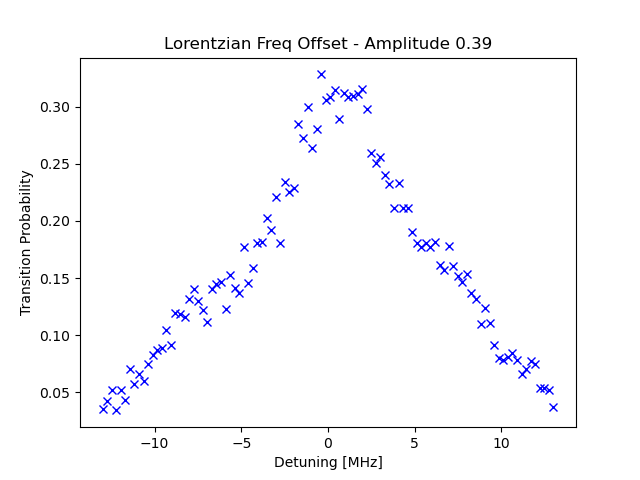 Lorentzian Freq Offset - Amplitude 0.39
Transition Probability
0.30
0.25
0.20
0.15
0.10
0.05
−10 −5 0 5 10
Detuning [MHz]